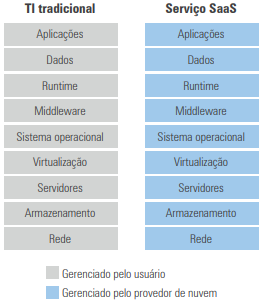 TI tradicional
Serviço SaaS
Aplicações
Aplicações
Dados
Dados
Runtime
Runtime
Middleware
Middleware
Sistema operacional
Sistema operacional
Virtualização
Virtualização
Servidores
Servidores
Armazenamento
Armazenamento
Rede
Rede
Gerenciado pelo usuário
Gerenciado pelo provedor de nuvem